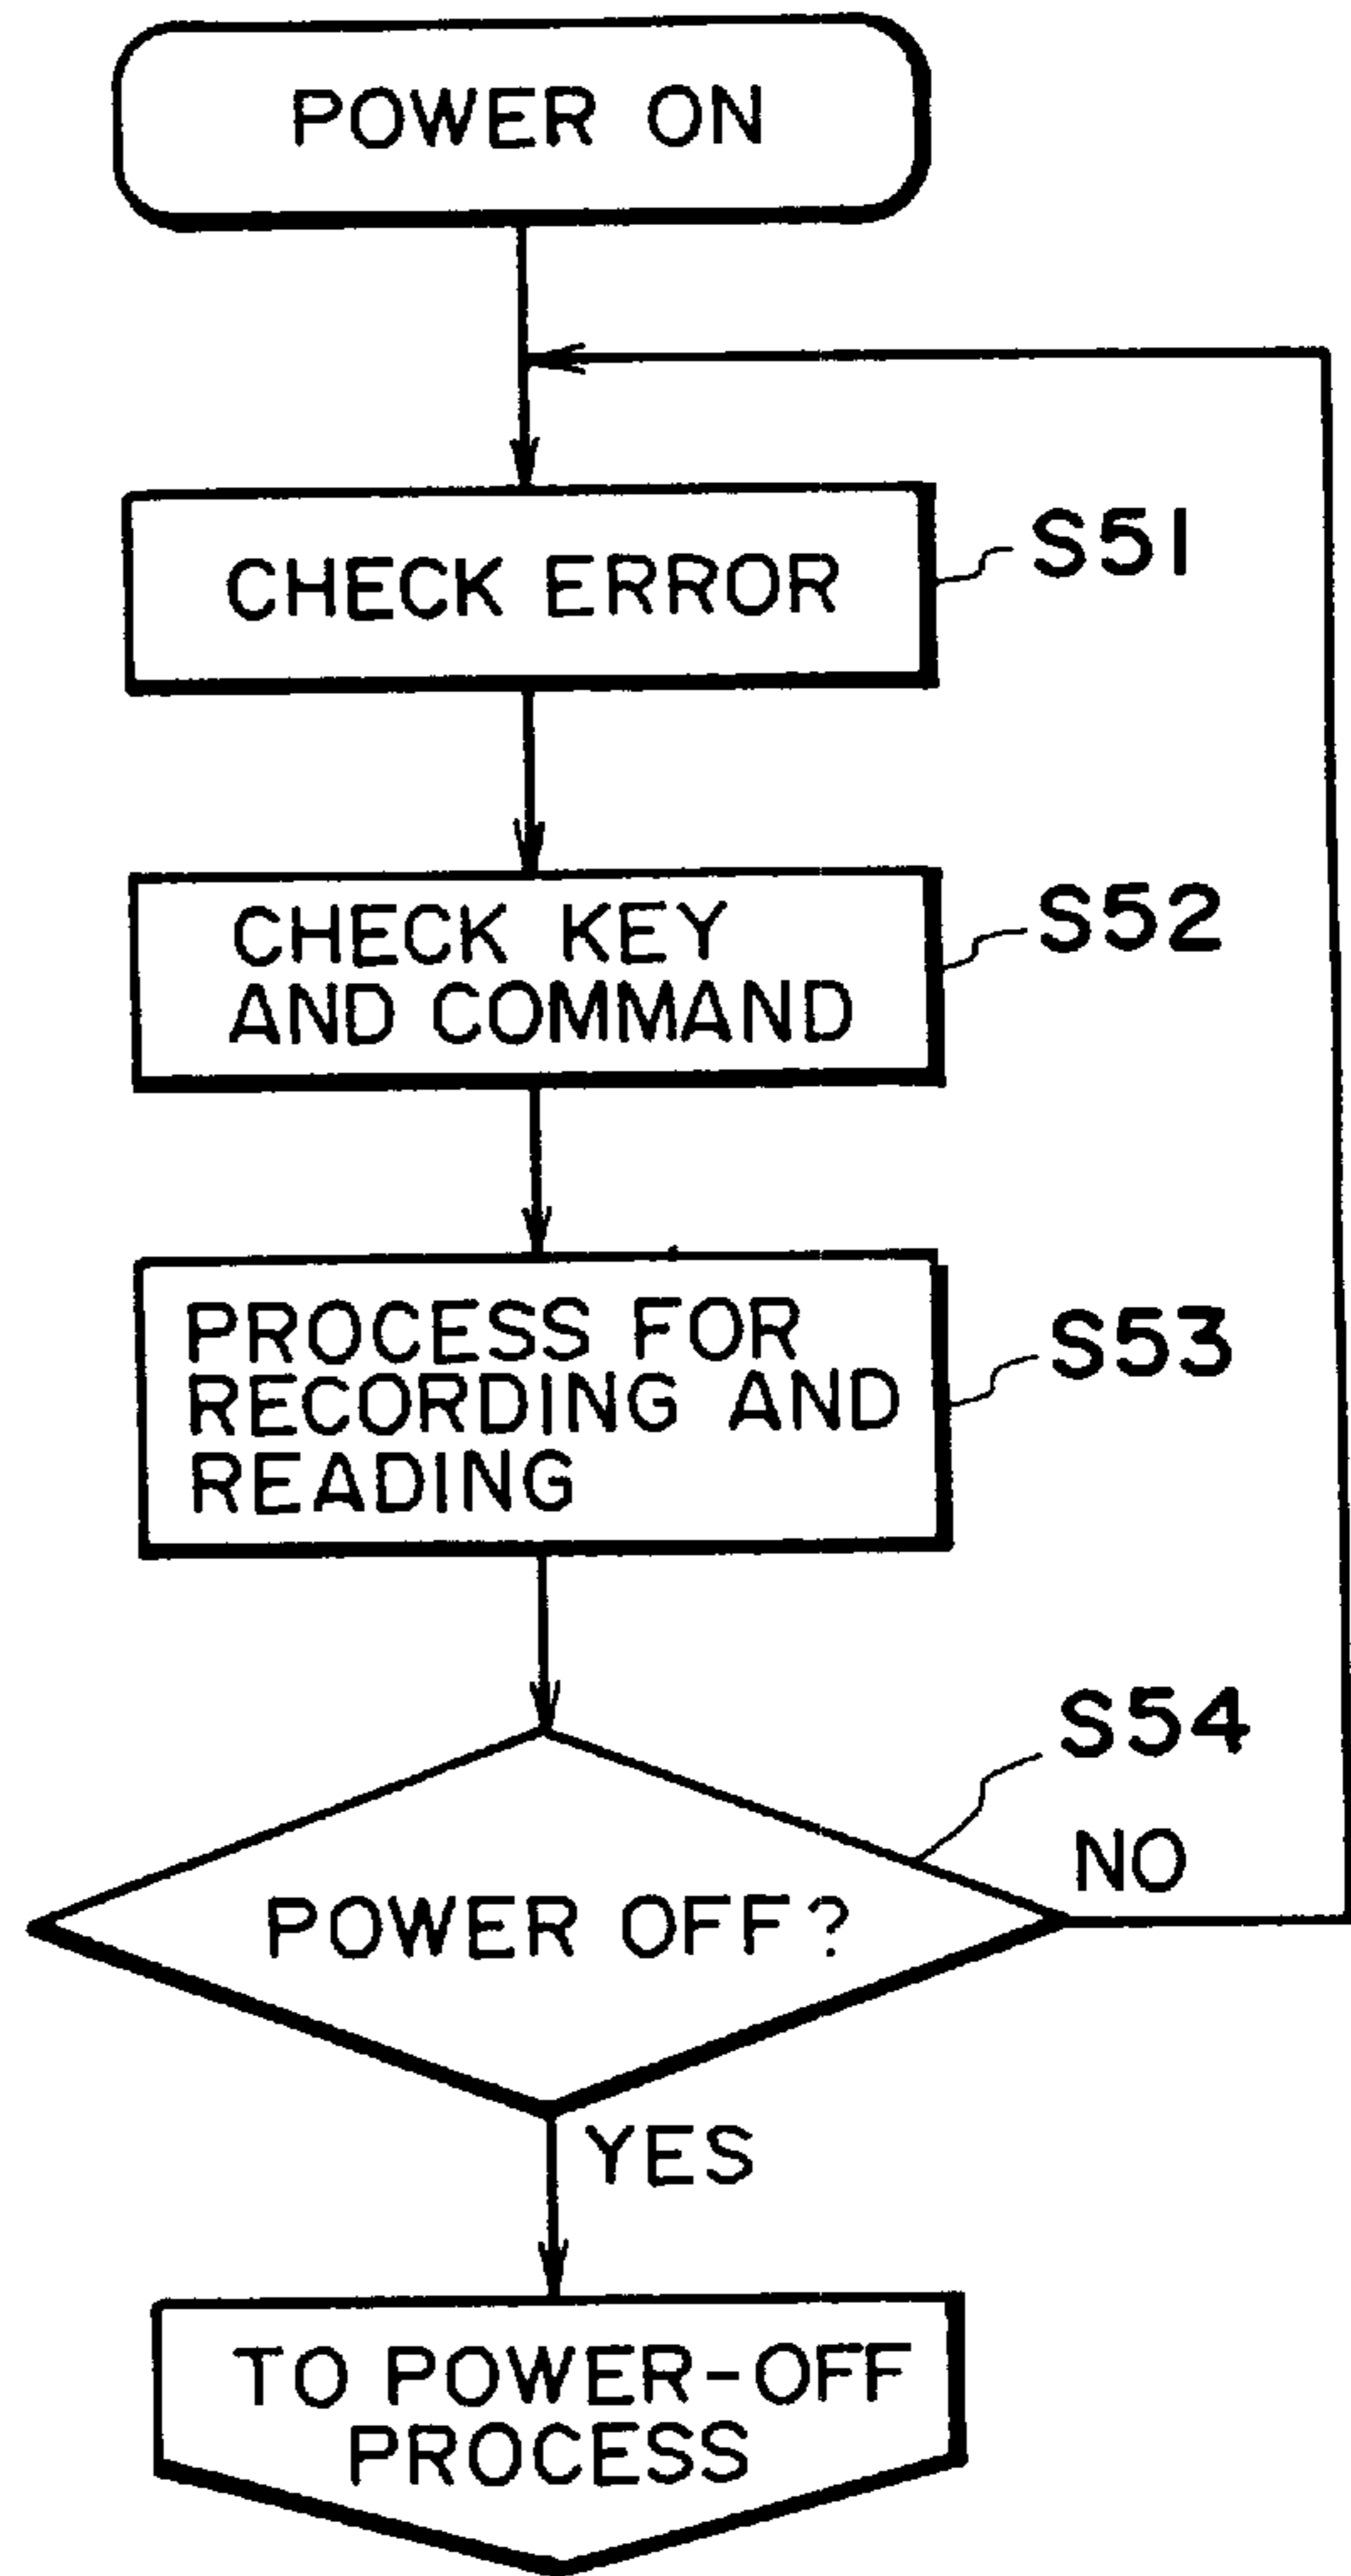 POWER ON
CHECK ERROR
S51
CHECK KEY
AND COMMAND
S52
PROCESS FOR
RECORDING AND
READING
S53
S54
POWER OFF?
NO
YES
TO POWER-OFF
PROCESS